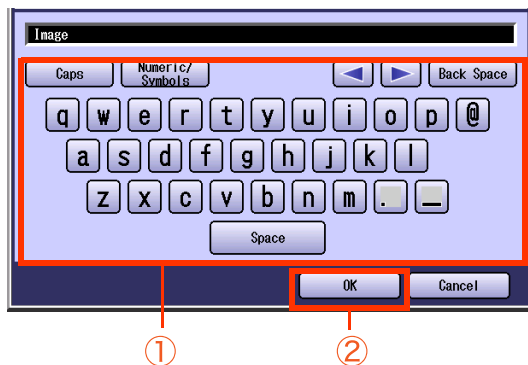 Image
Caps Numeric/ Symbols Back Space
q w e r t y u i o p @
a s d f g h j k l
z x c v b n m . _
Space
OK Cancel
① ②